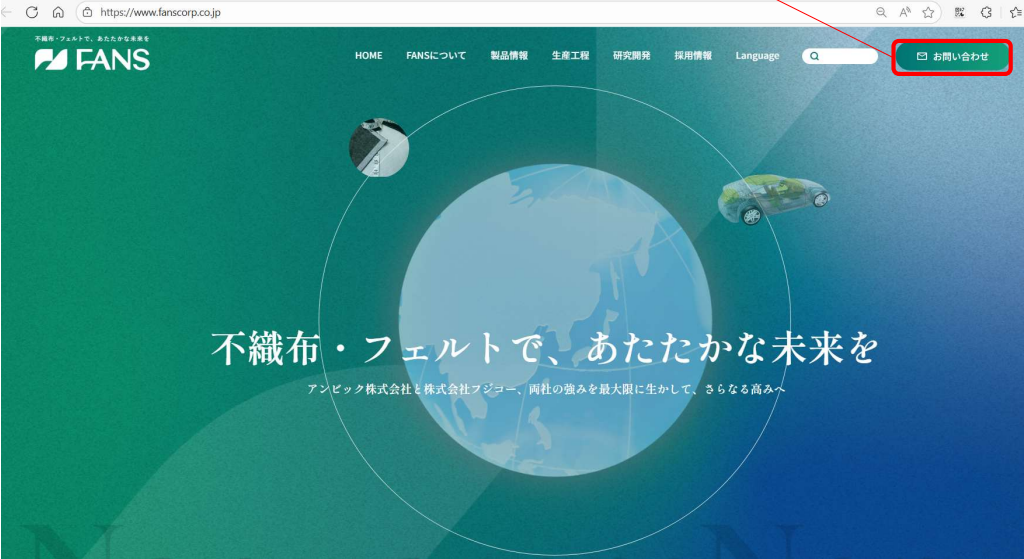 https://www.fanscorp.co.jp
不織布・フェルトで、あたたかな未来を
FANS
HOME FANSについて 製品情報 生産工程 研究開発 採用情報 Language お問い合わせ
不織布・フェルトで、あたたかな未来を
アンビック株式会社と株式会社フジコー、両社の強みを最大限に生かして、さらなる高みへ
N N